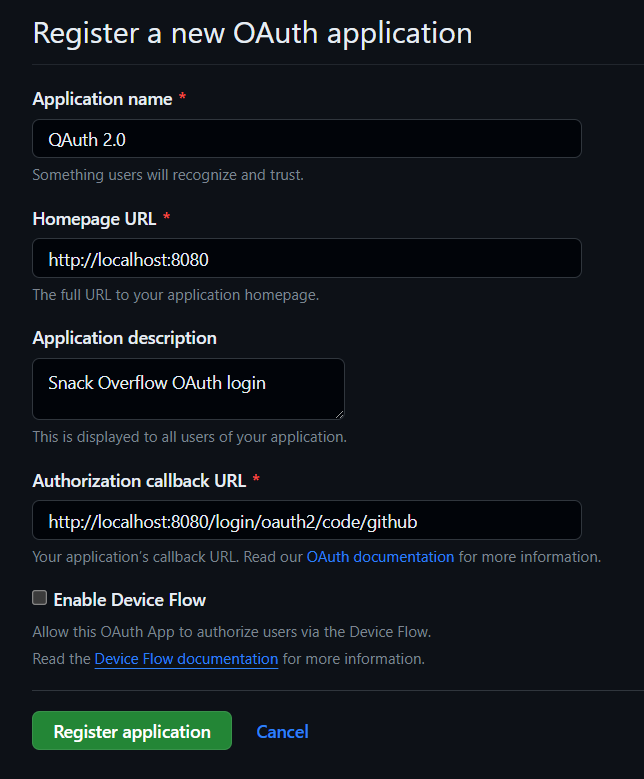 Register a new OAuth application
Application name *
QAuth 2.0
Something users will recognize and trust.
Homepage URL *
http://localhost:8080
The full URL to your application homepage.
Application description
Snack Overflow OAuth login
This is displayed to all users of your application.
Authorization callback URL *
http://localhost:8080/login/oauth2/code/github
Your application’s callback URL. Read our OAuth documentation for more information.
Enable Device Flow
Allow this OAuth App to authorize users via the Device Flow.
Read the Device Flow documentation for more information.
Register application Cancel